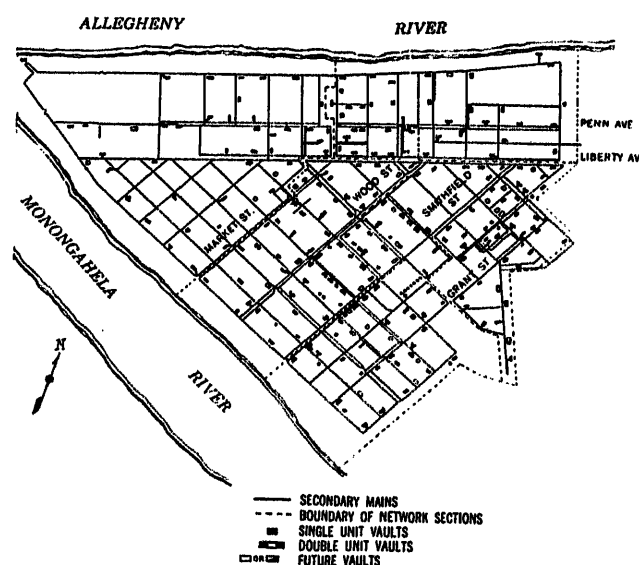 ALLEGHENY RIVER
PENN AVE
LIBERTY AV
WOOD ST
SMITHFIELD ST
MARKET ST.
GRANT ST.
MONONGAHELA RIVER
N
SECONDARY MAINS
BOUNDARY OF NETWORK SECTIONS
SINGLE UNIT VAULTS
DOUBLE UNIT VAULTS
OR FUTURE VAULTS